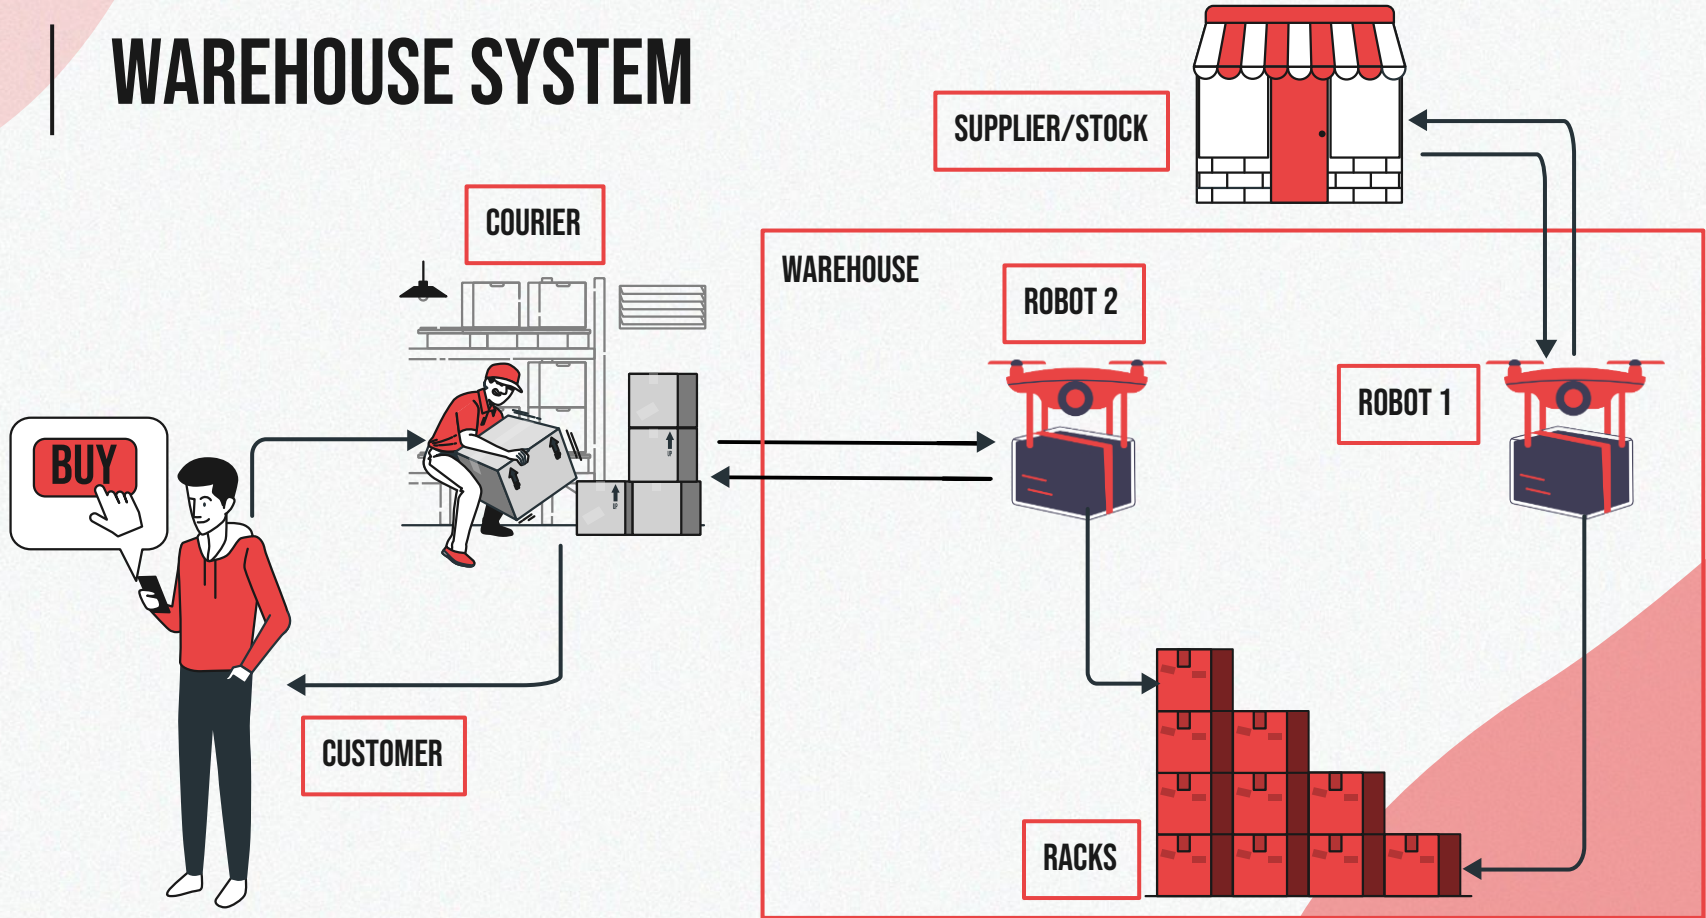 WAREHOUSE SYSTEM
SUPPLIER/STOCK
COURIER
WAREHOUSE
ROBOT 2
ROBOT 1
BUY
CUSTOMER
RACKS